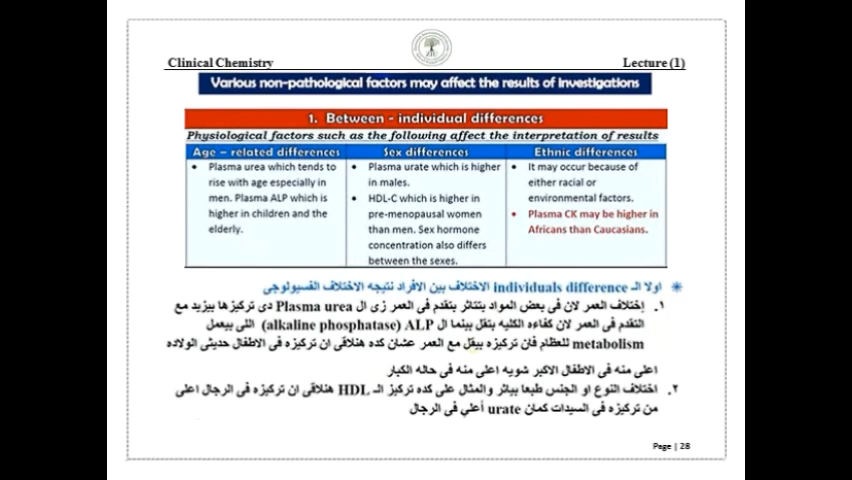 Clinical Chemistry
Lecture (1)
Various non-pathological factors may affect the results of investigations
1. Between - individual differences
Physiological factors such as the following affect the interpretation of results
Age – related differences
• Plasma urea which tends to
rise with age especially in
men. Plasma ALP which is
higher in children and the
elderly.
Sex differences
• Plasma urate which is higher
in males.
• HDL-C which is higher in
pre-menopausal women
than men. Sex hormone
concentration also differs
between the sexes.
Ethnic differences
• It may occur because of
either racial or
environmental factors.
• Plasma CK may be higher in
Africans than Caucasians.
* اولا الـ individuals difference الاختلاف بين الافراد نتيجه الاختلاف الفسيولوجى
١. إختلاف العمر لان فى بعض المواد بتتاثر بتقدم فى العمر زى ال Plasma urea دى تركيزها بيزيد مع
التقدم فى العمر لان كفاءه الكليه بتقل بينما ال ALP (alkaline phosphatase) اللى بيعمل
metabolism للعظام فان تركيزه بيقل مع العمر عشان كده هنلاقى ان تركيزه فى الاطفال حديثى الولاده
اعلى منه فى الاطفال الاكبر شويه اعلى منه فى حاله الكبار
٢. اختلاف النوع او الجنس طبعا بياثر والمثال على كده تركيز الـ HDL هنلاقى ان تركيزه فى الرجال اعلى
من تركيزه فى السيدات كمان urate أعلي فى الرجال
Page | 28